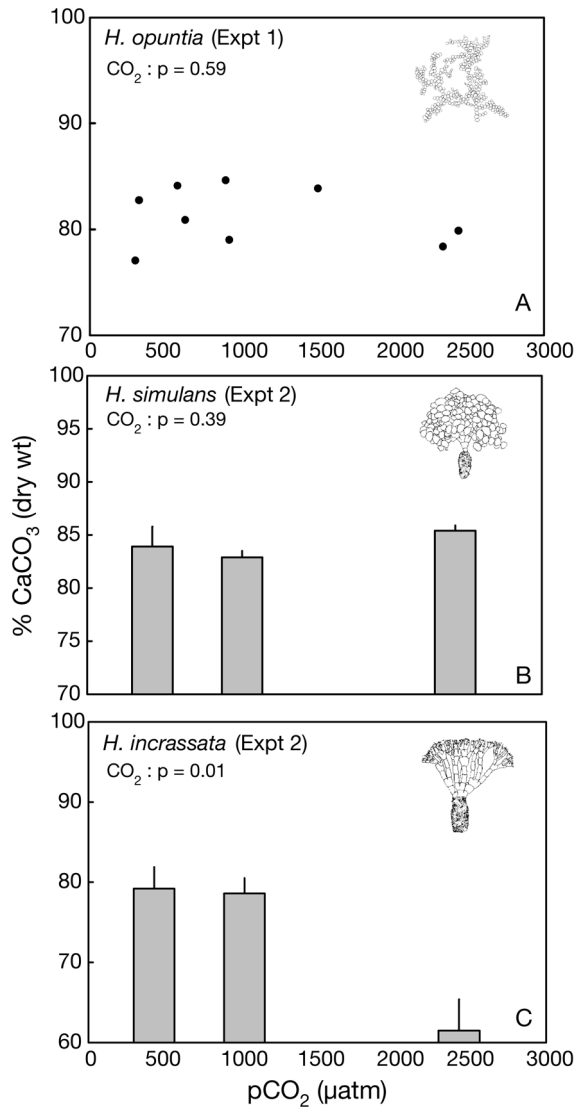 H. opuntia (Expt 1)
CO₂ : p = 0.59
100
90
80
70
A
0 500 1000 1500 2000 2500 3000
H. simulans (Expt 2)
CO₂ : p = 0.39
100
95
90
85
80
75
70
B
% CaCO₃ (dry wt)
H. incrassata (Expt 2)
CO₂ : p = 0.01
100
90
80
70
60
C
0 500 1000 1500 2000 2500 3000
pCO₂ (µatm)